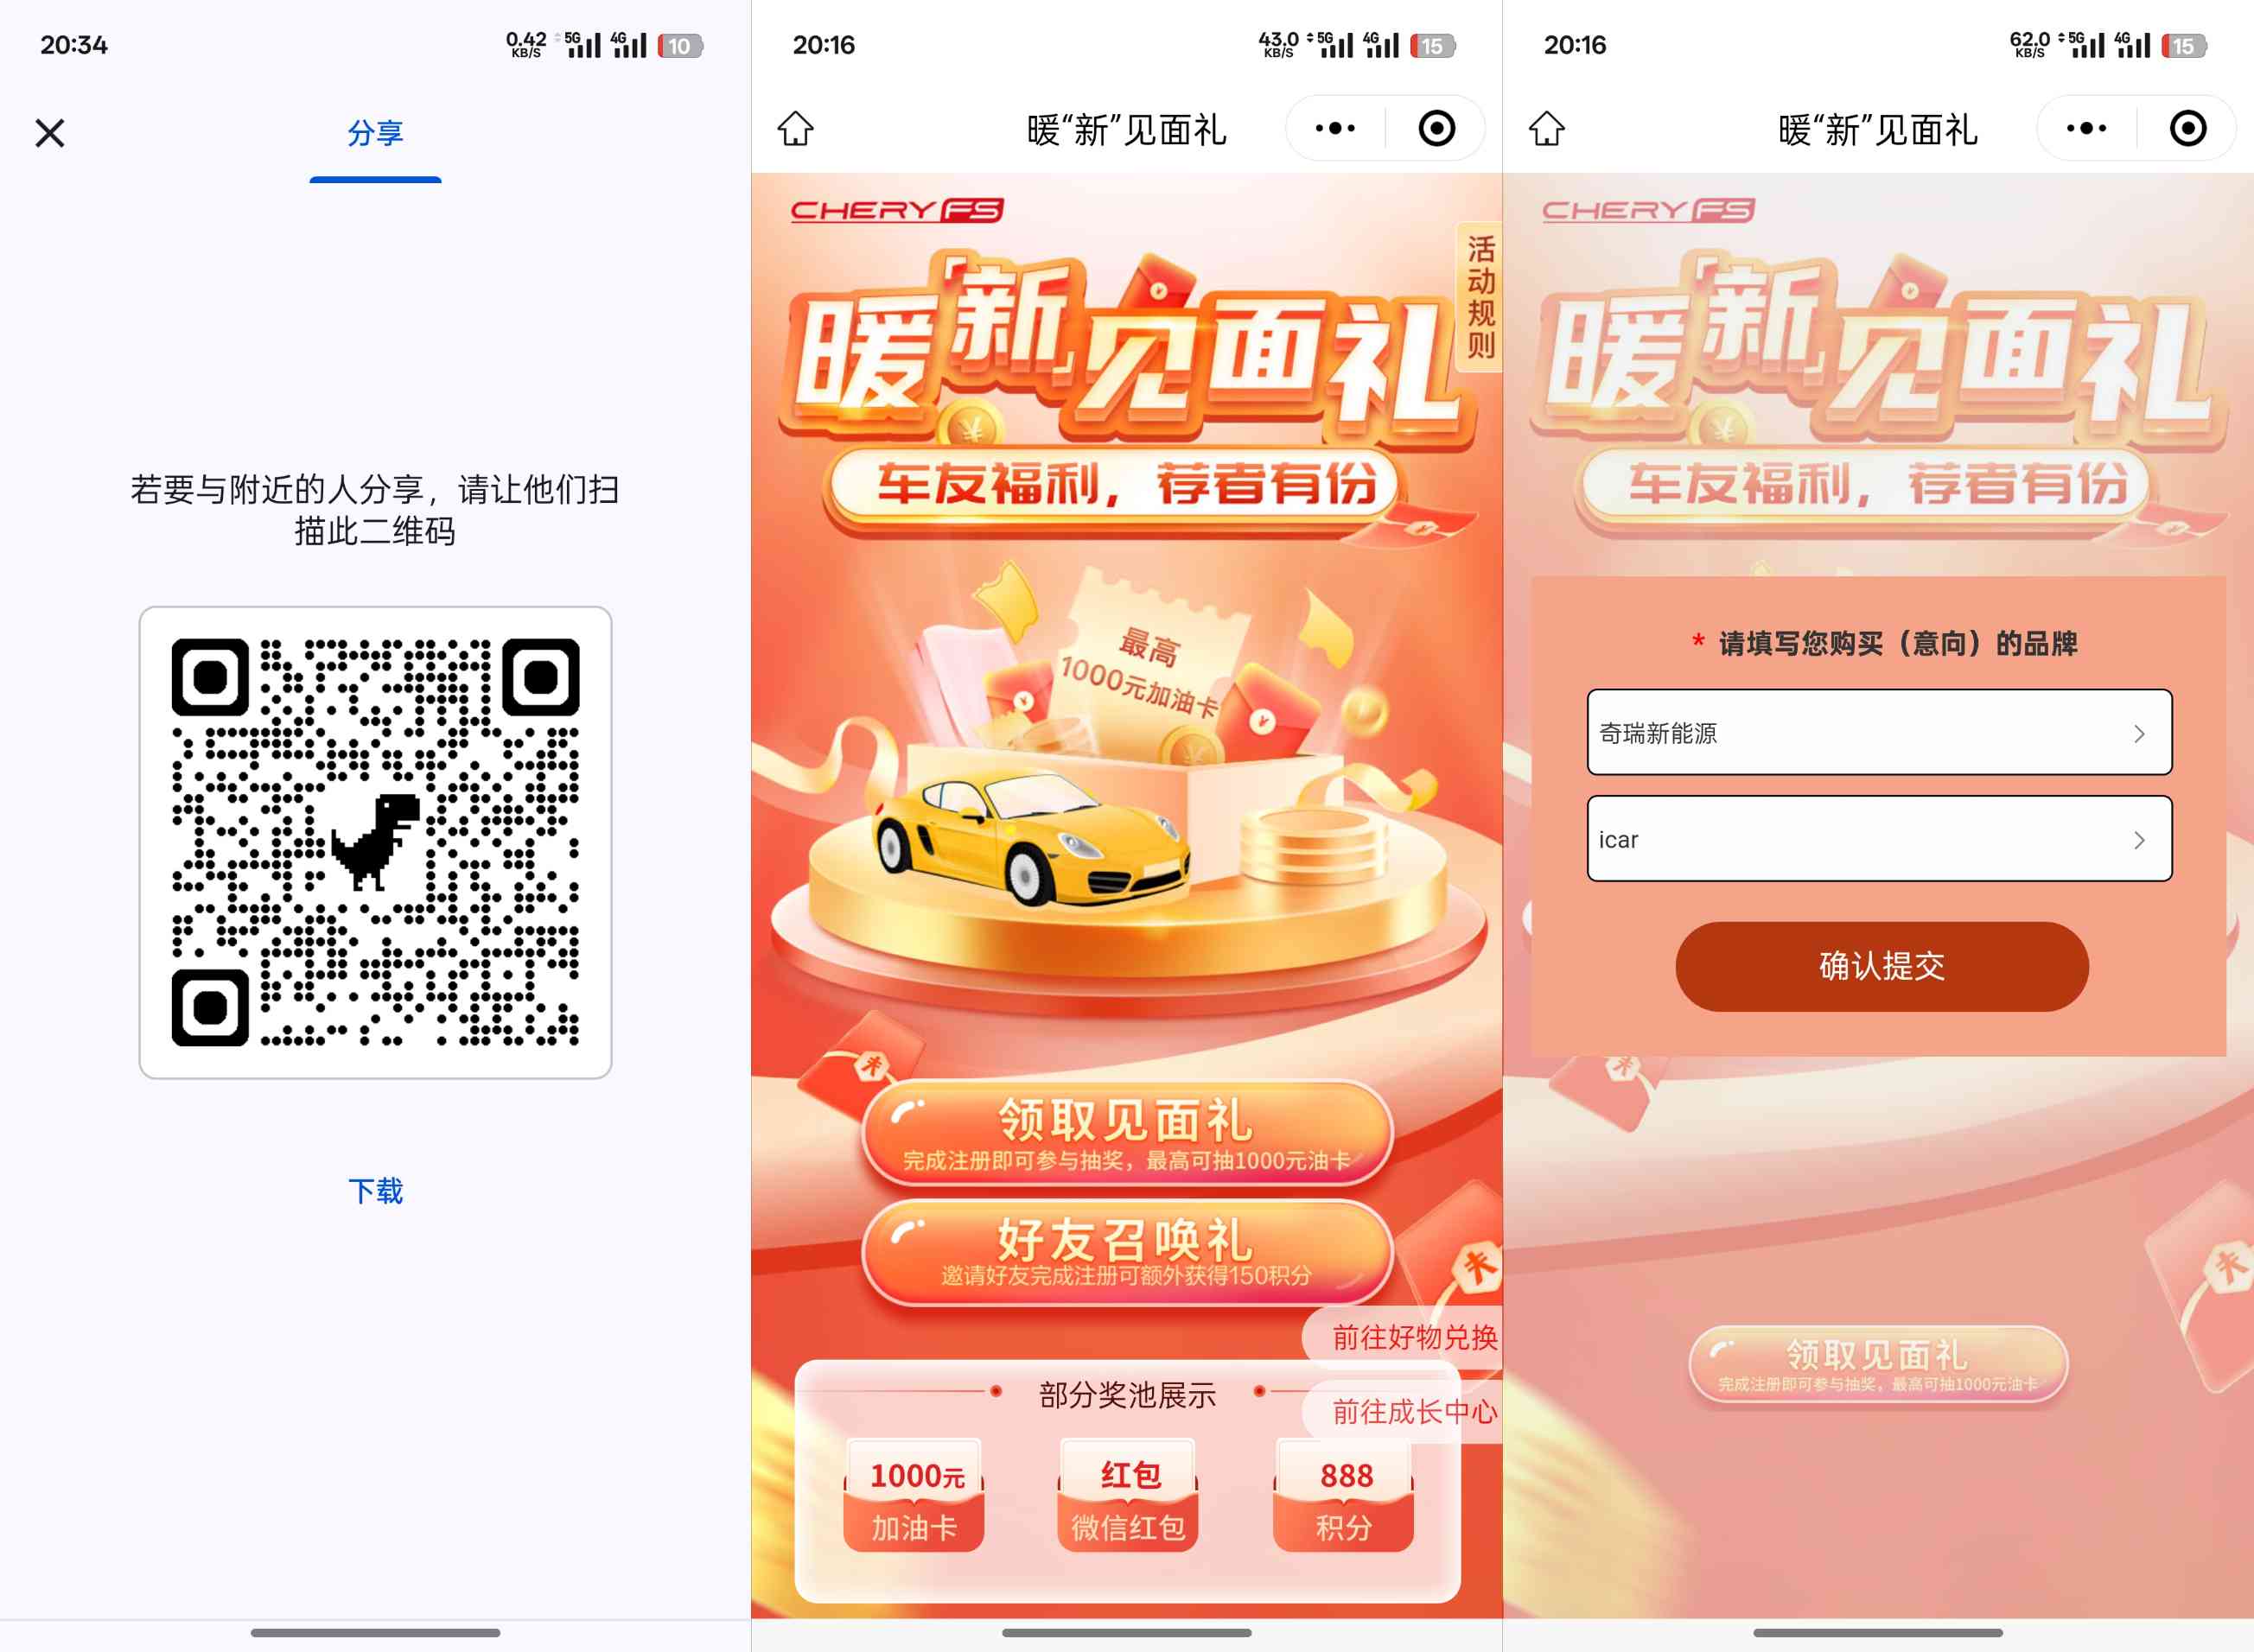 20:34
0.42 KB/S 5G 4G 10
分享
若要与附近的人分享，请让他们扫
描此二维码
下载
20:16
43.0 KB/S 5G 4G 15
暖“新”见面礼
CHERY FS
活动规则
暖「新」见面礼
车友福利，荐者有份
最高
1000元加油卡
领取见面礼
完成注册即可参与抽奖，最高可抽1000元油卡
好友召唤礼
邀请好友完成注册可额外获得150积分
前往好物兑换
部分奖池展示
前往成长中心
1000元
加油卡
红包
微信红包
888
积分
20:16
62.0 KB/S 5G 4G 15
暖“新”见面礼
CHERY FS
暖「新」见面礼
车友福利，荐者有份
* 请填写您购买（意向）的品牌
奇瑞新能源
icar
确认提交
领取见面礼
完成注册即可参与抽奖，最高可抽1000元油卡